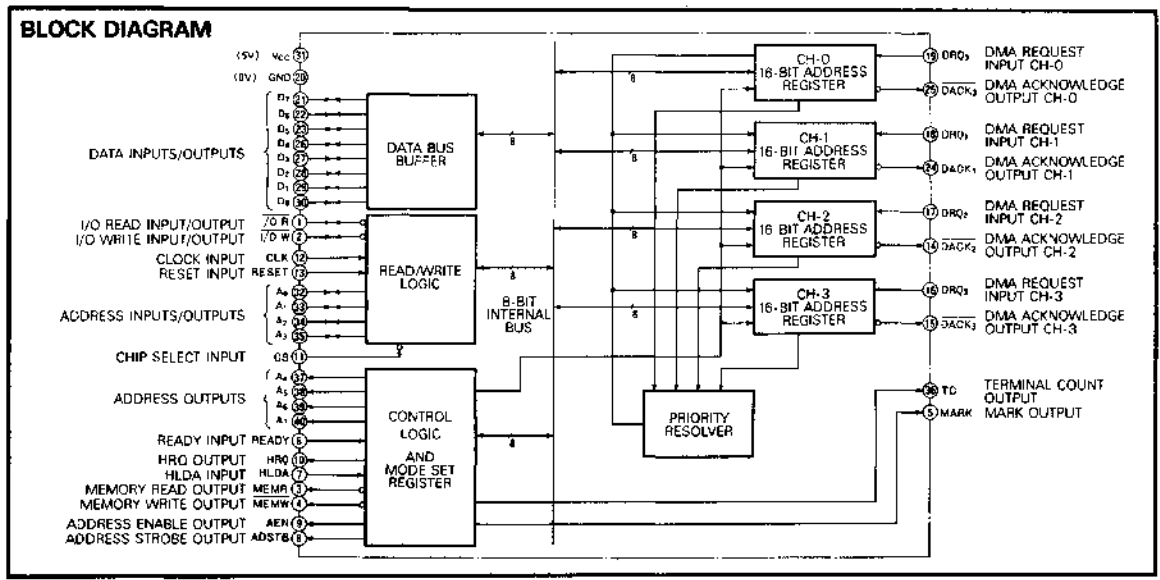 BLOCK DIAGRAM
(5V) Vcc 31
(0V) GND 20
DATA INPUTS/OUTPUTS
D7 21
D6 22
D5 23
D4 26
D3 27
D2 28
D1 29
D0 30
I/O READ INPUT/OUTPUT I/O R 1
I/O WRITE INPUT/OUTPUT I/O W 2
CLOCK INPUT CLK 12
RESET INPUT RESET 13
ADDRESS INPUTS/OUTPUTS
A0 32
A1 33
A2 34
A3 35
CHIP SELECT INPUT CS 11
ADDRESS OUTPUTS
A4 37
A5 38
A6 39
A7 40
READY INPUT READY 6
HRQ OUTPUT HRQ 10
HLDA INPUT HLDA 7
MEMORY READ OUTPUT MEMR 3
MEMORY WRITE OUTPUT MEMW 4
ADDRESS ENABLE OUTPUT AEN 9
ADDRESS STROBE OUTPUT ADSTB 8
DATA BUS
BUFFER
8
READ/WRITE
LOGIC
8
8-BIT
INTERNAL
BUS
CONTROL
LOGIC
AND
MODE SET
REGISTER
8
CH-0
16-BIT ADDRESS
REGISTER
8
CH-1
16-BIT ADDRESS
REGISTER
8
CH-2
16 BIT ADDRESS
REGISTER
8
CH-3
16-BIT ADDRESS
REGISTER
8
PRIORITY
RESOLVER
19 DRQ DMA REQUEST
INPUT CH-0
25 DACK DMA ACKNOWLEDGE
OUTPUT CH-0
18 DRQ1 DMA REQUEST
INPUT CH-1
24 DACK1 DMA ACKNOWLEDGE
OUTPUT CH-1
17 DRQ2 DMA REQUEST
INPUT CH-2
14 DACK2 DMA ACKNOWLEDGE
OUTPUT CH-2
16 DRQ3 DMA REQUEST
INPUT CH-3
15 DACK3 DMA ACKNOWLEDGE
OUTPUT CH-3
36 TC TERMINAL COUNT
OUTPUT
5 MARK MARK OUTPUT